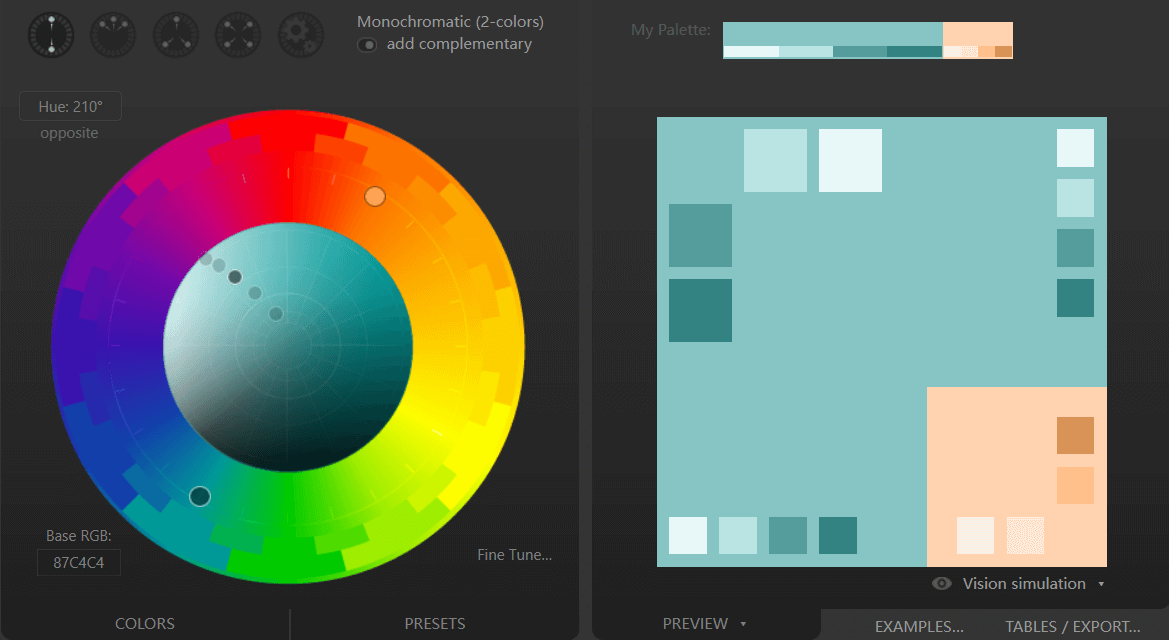 Monochromatic (2-colors)
add complementary
Hue: 210°
opposite
Base RGB:
87C4C4
Fine Tune...
COLORS
PRESETS
My Palette:
Vision simulation
PREVIEW
EXAMPLES...
TABLES / EXPORT...